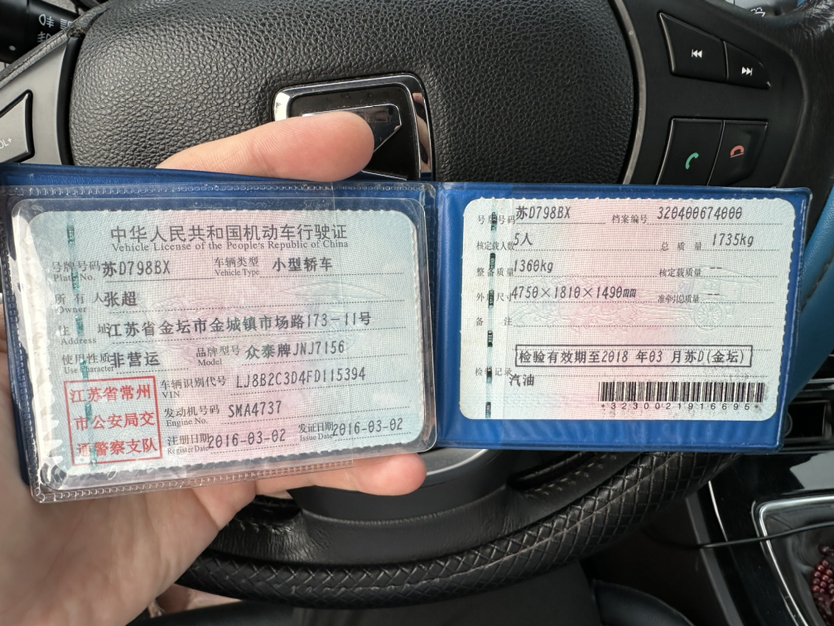 中华人民共和国机动车行驶证
Vehicle License of the People's Republic of China
号牌号码 苏D798BX 车辆类型 小型轿车
Plate No. Vehicle Type
所有人 张超
Owner
住址 江苏省金坛市金城镇市场路173-11号
Address
使用性质 非营运 品牌型号 众泰牌JNJ7156
Use Character Model
江苏省常州
市公安局交
通警察支队
车辆识别代号 LJ8B2C3D4FD115394
VIN
发动机号码 SMA4737
Engine No.
注册日期 2016-03-02 发证日期 2016-03-02
Register Date Issue Date
号牌号码 苏D798BX 档案编号 320400674000
核定载人数 5人 总质量 1735kg
整备质量 1360kg 核定载质量 --
外廓尺寸 4750×1810×1490mm 准牵引总质量 --
备注
检验有效期至2018 年03 月苏D(金坛)
检验记录
汽油
*3230021916695*